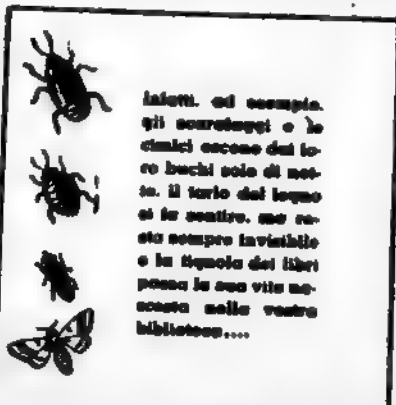 infatti, ad esempio,
gli scarafaggi e le
cimici escono dai lo-
ro buchi solo di not-
te, il tarlo del legno
si fa sentire, ma re-
sta sempre invisibile
e la tignola dei libri
passa la sua vita na-
scosta nella vostra
biblioteca....